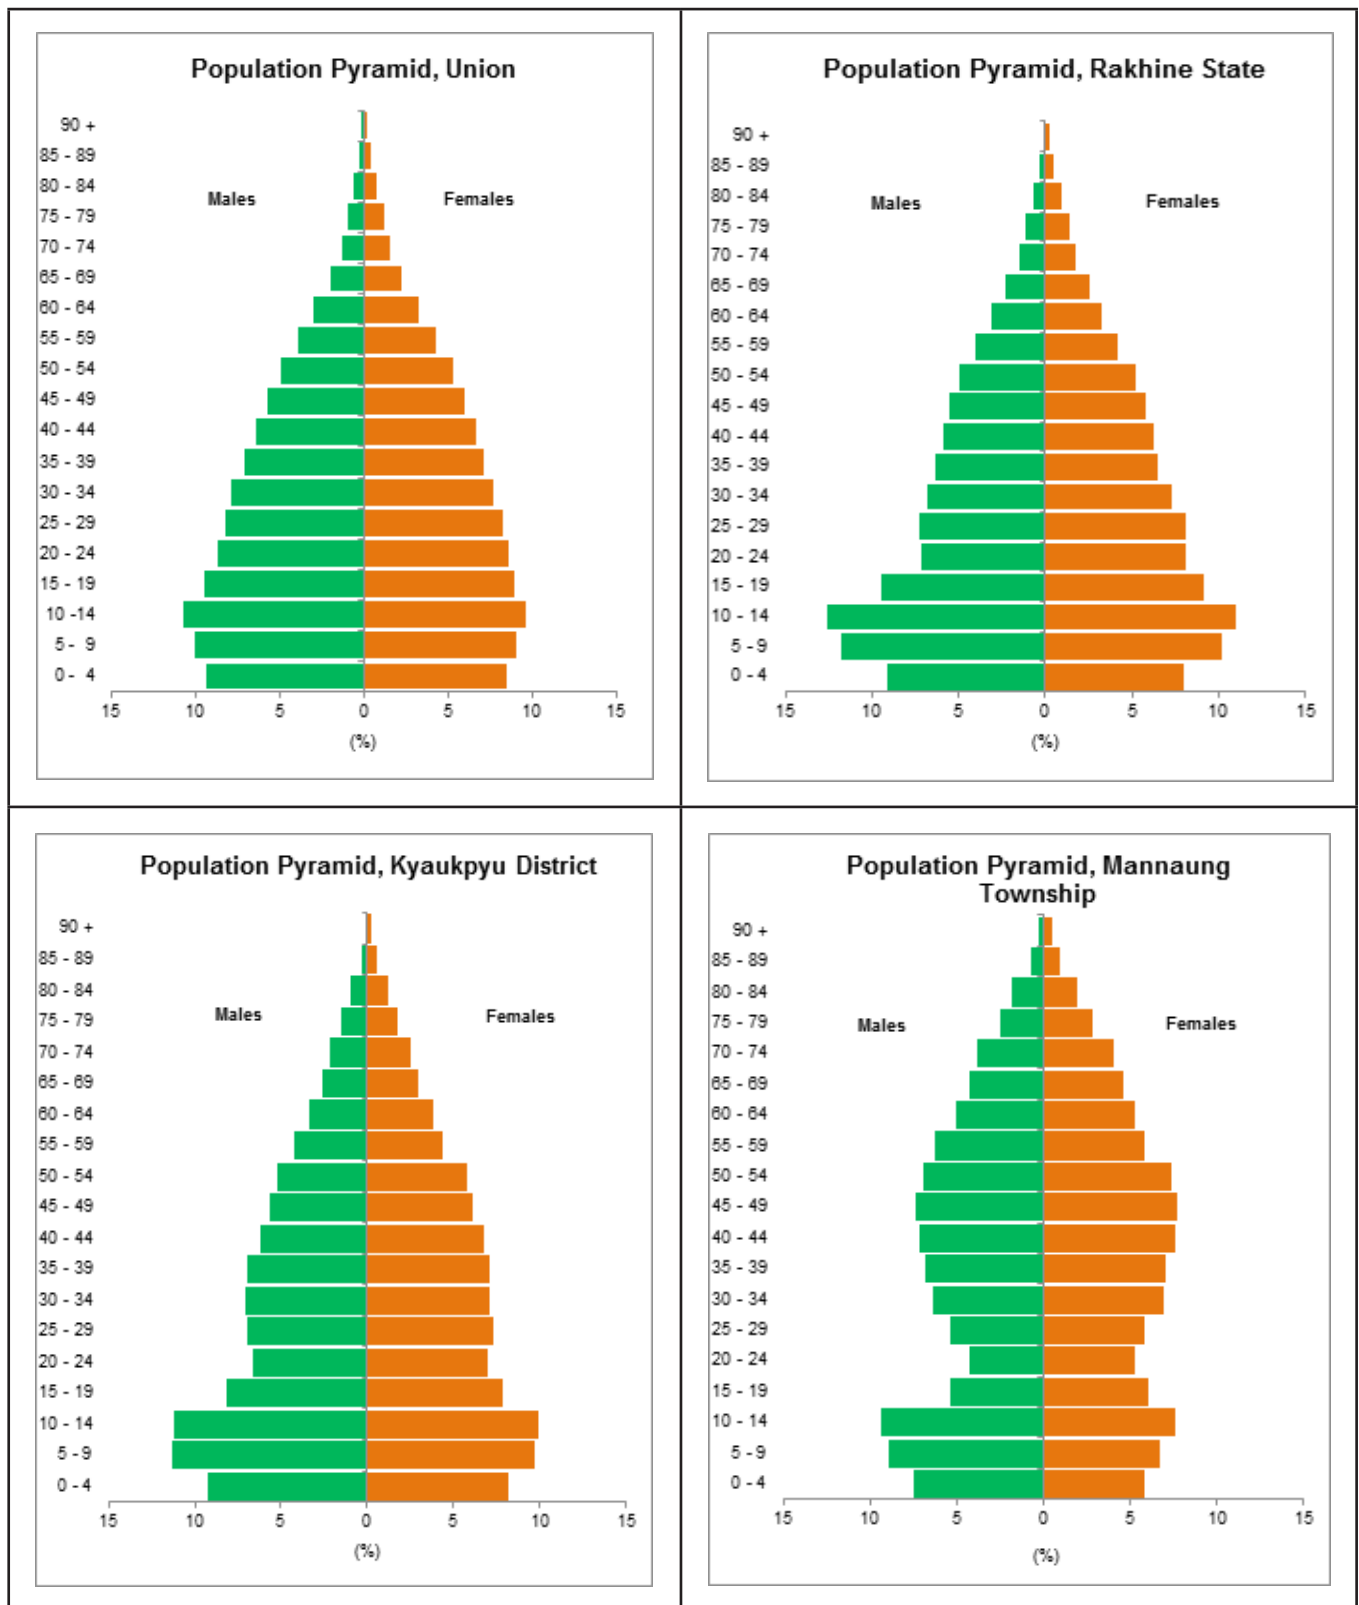 Population Pyramid, Union
90 +
85 - 89
80 - 84
Males
Females
75 - 79
70 - 74
65 - 69
60 - 64
55 - 59
50 - 54
45 - 49
40 - 44
35 - 39
30 - 34
25 - 29
20 - 24
15 - 19
10 -14
5 - 9
0 - 4
15 10 5 0 5 10 15
(%)
Population Pyramid, Rakhine State
90 +
85 - 89
80 - 84
Males
Females
75 - 79
70 - 74
65 - 69
60 - 64
55 - 59
50 - 54
45 - 49
40 - 44
35 - 39
30 - 34
25 - 29
20 - 24
15 - 19
10 - 14
5 - 9
0 - 4
15 10 5 0 5 10 15
(%)
Population Pyramid, Kyaukpyu District
90 +
85 - 89
80 - 84
Males
Females
75 - 79
70 - 74
65 - 69
60 - 64
55 - 59
50 - 54
45 - 49
40 - 44
35 - 39
30 - 34
25 - 29
20 - 24
15 - 19
10 - 14
5 - 9
0 - 4
15 10 5 0 5 10 15
(%)
Population Pyramid, Mannaung
Township
90 +
85 - 89
80 - 84
Males
Females
75 - 79
70 - 74
65 - 69
60 - 64
55 - 59
50 - 54
45 - 49
40 - 44
35 - 39
30 - 34
25 - 29
20 - 24
15 - 19
10 - 14
5 - 9
0 - 4
15 10 5 0 5 10 15
(%)